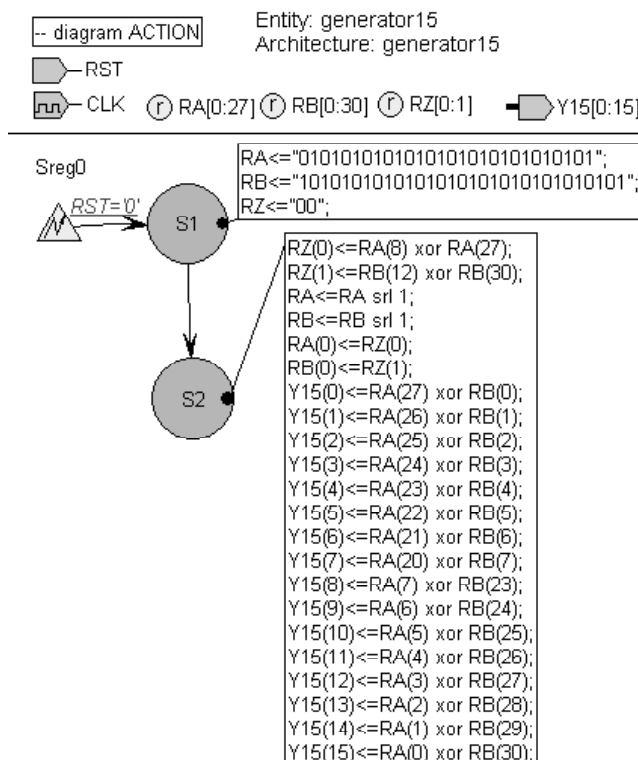 -- diagram ACTION
Entity: generator15
Architecture: generator15
RST
CLK
r RA[0:27] r RB[0:30] r RZ[0:1] Y15[0:15]
Sreg0
RST='0'
S1
RA<="0101010101010101010101010101";
RB<="1010101010101010101010101010101";
RZ<="00";
S2
RZ(0)<=RA(8) xor RA(27);
RZ(1)<=RB(12) xor RB(30);
RA<=RA srl 1;
RB<=RB srl 1;
RA(0)<=RZ(0);
RB(0)<=RZ(1);
Y15(0)<=RA(27) xor RB(0);
Y15(1)<=RA(26) xor RB(1);
Y15(2)<=RA(25) xor RB(2);
Y15(3)<=RA(24) xor RB(3);
Y15(4)<=RA(23) xor RB(4);
Y15(5)<=RA(22) xor RB(5);
Y15(6)<=RA(21) xor RB(6);
Y15(7)<=RA(20) xor RB(7);
Y15(8)<=RA(7) xor RB(23);
Y15(9)<=RA(6) xor RB(24);
Y15(10)<=RA(5) xor RB(25);
Y15(11)<=RA(4) xor RB(26);
Y15(12)<=RA(3) xor RB(27);
Y15(13)<=RA(2) xor RB(28);
Y15(14)<=RA(1) xor RB(29);
Y15(15)<=RA(0) xor RB(30);